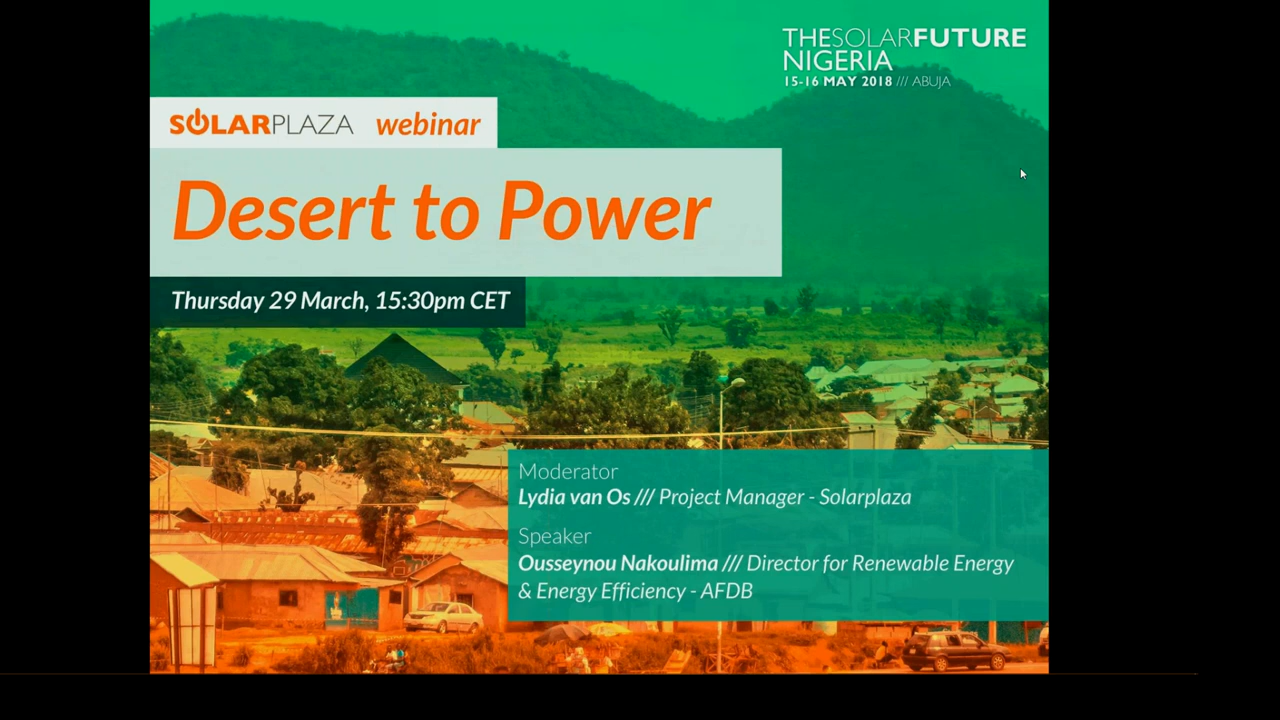 THESOLARFUTURE
NIGERIA
15-16 MAY 2018 /// ABUJA
SOLARPLAZA webinar
Desert to Power
Thursday 29 March, 15:30pm CET
Moderator
Lydia van Os /// Project Manager - Solarplaza
Speaker
Ousseynou Nakoulima /// Director for Renewable Energy
& Energy Efficiency - AFDB